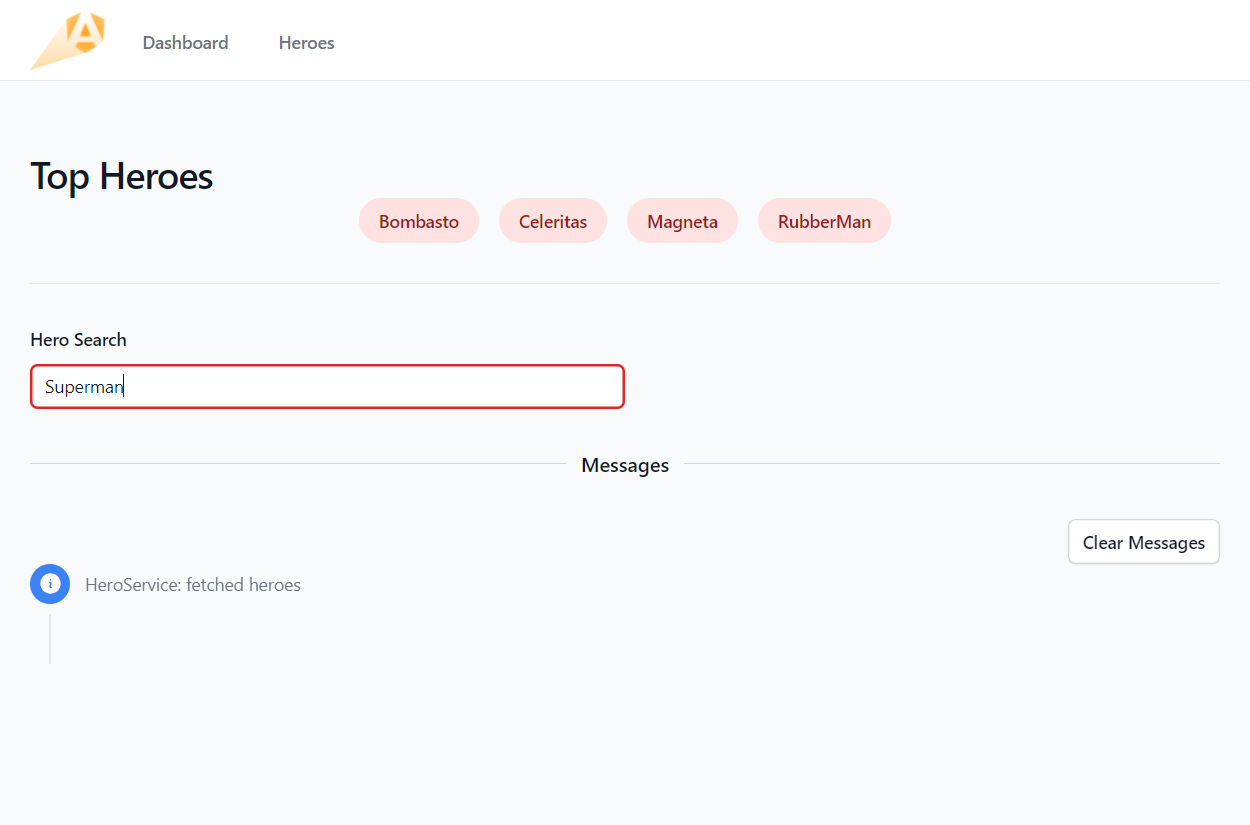 Dashboard Heroes
Top Heroes
Bombasto Celeritas Magneta RubberMan
Hero Search
Superman
Messages
Clear Messages
HeroService: fetched heroes